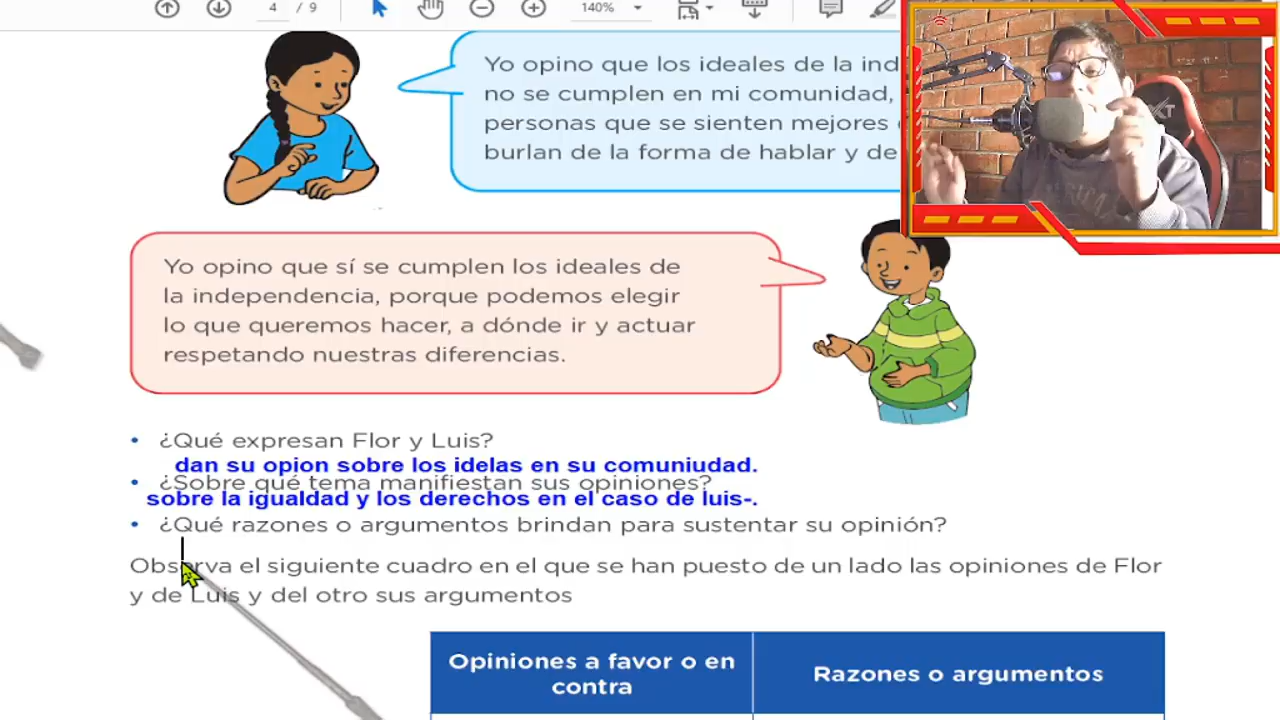 4 / 9 140%
Yo opino que los ideales de la ind
no se cumplen en mi comunidad,
personas que se sienten mejores
burlan de la forma de hablar y de
Yo opino que sí se cumplen los ideales de
la independencia, porque podemos elegir
lo que queremos hacer, a dónde ir y actuar
respetando nuestras diferencias.
• ¿Qué expresan Flor y Luis?
dan su opion sobre los idelas en su comuniudad.
• ¿Sobre qué tema manifiestan sus opiniones?
sobre la igualdad y los derechos en el caso de luis-.
• ¿Qué razones o argumentos brindan para sustentar su opinión?
Observa el siguiente cuadro en el que se han puesto de un lado las opiniones de Flor
y de Luis y del otro sus argumentos
Opiniones a favor o en
contra
Razones o argumentos